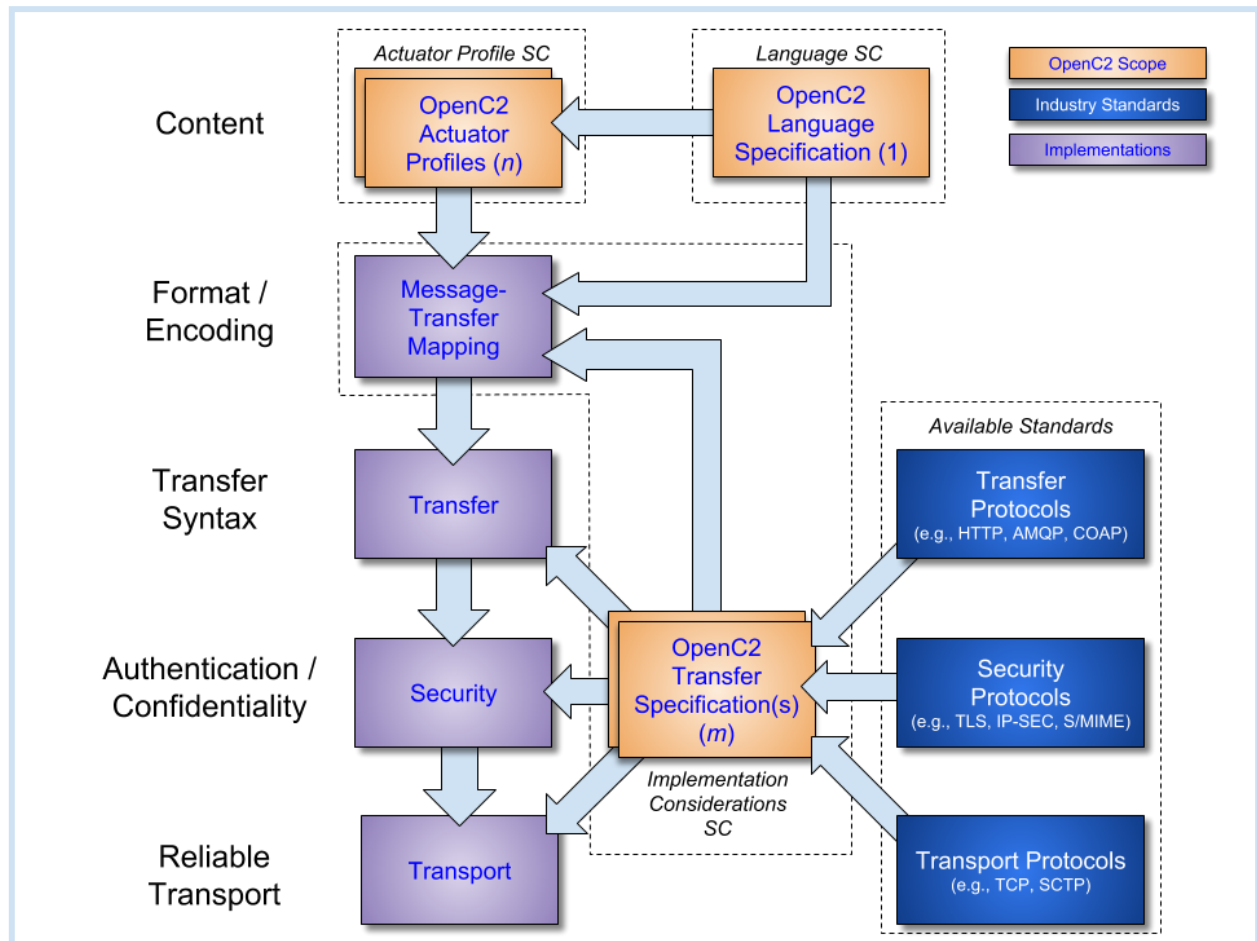 Actuator Profile SC
Language SC
OpenC2 Scope
Industry Standards
Implementations
Content
OpenC2
Actuator
Profiles (n)
OpenC2
Language
Specification (1)
Format /
Encoding
Message-
Transfer
Mapping
Available Standards
Transfer
Syntax
Transfer
Transfer
Protocols
(e.g., HTTP, AMQP, COAP)
Authentication /
Confidentiality
Security
OpenC2
Transfer
Specification(s)
(m)
Security
Protocols
(e.g., TLS, IP-SEC, S/MIME)
Implementation
Considerations
SC
Reliable
Transport
Transport
Transport Protocols
(e.g., TCP, SCTP)